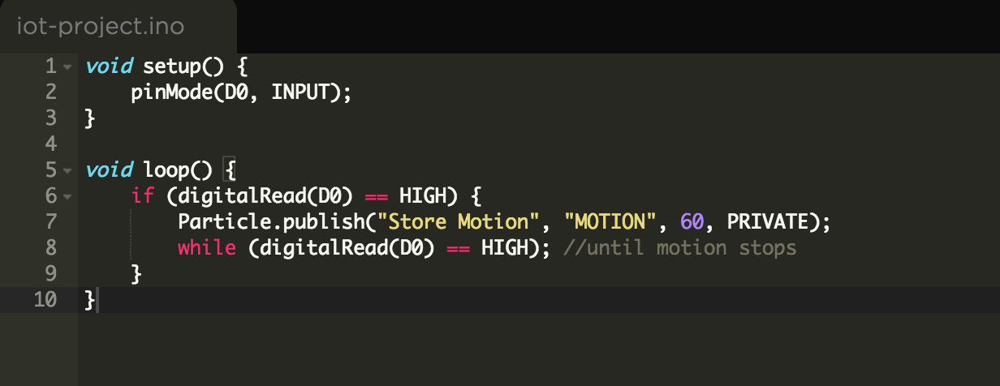 iot-project.ino
1 void setup() {
2 pinMode(D0, INPUT);
3 }
4
5 void loop() {
6 if (digitalRead(D0) == HIGH) {
7 Particle.publish("Store Motion", "MOTION", 60, PRIVATE);
8 while (digitalRead(D0) == HIGH); //until motion stops
9 }
10 }